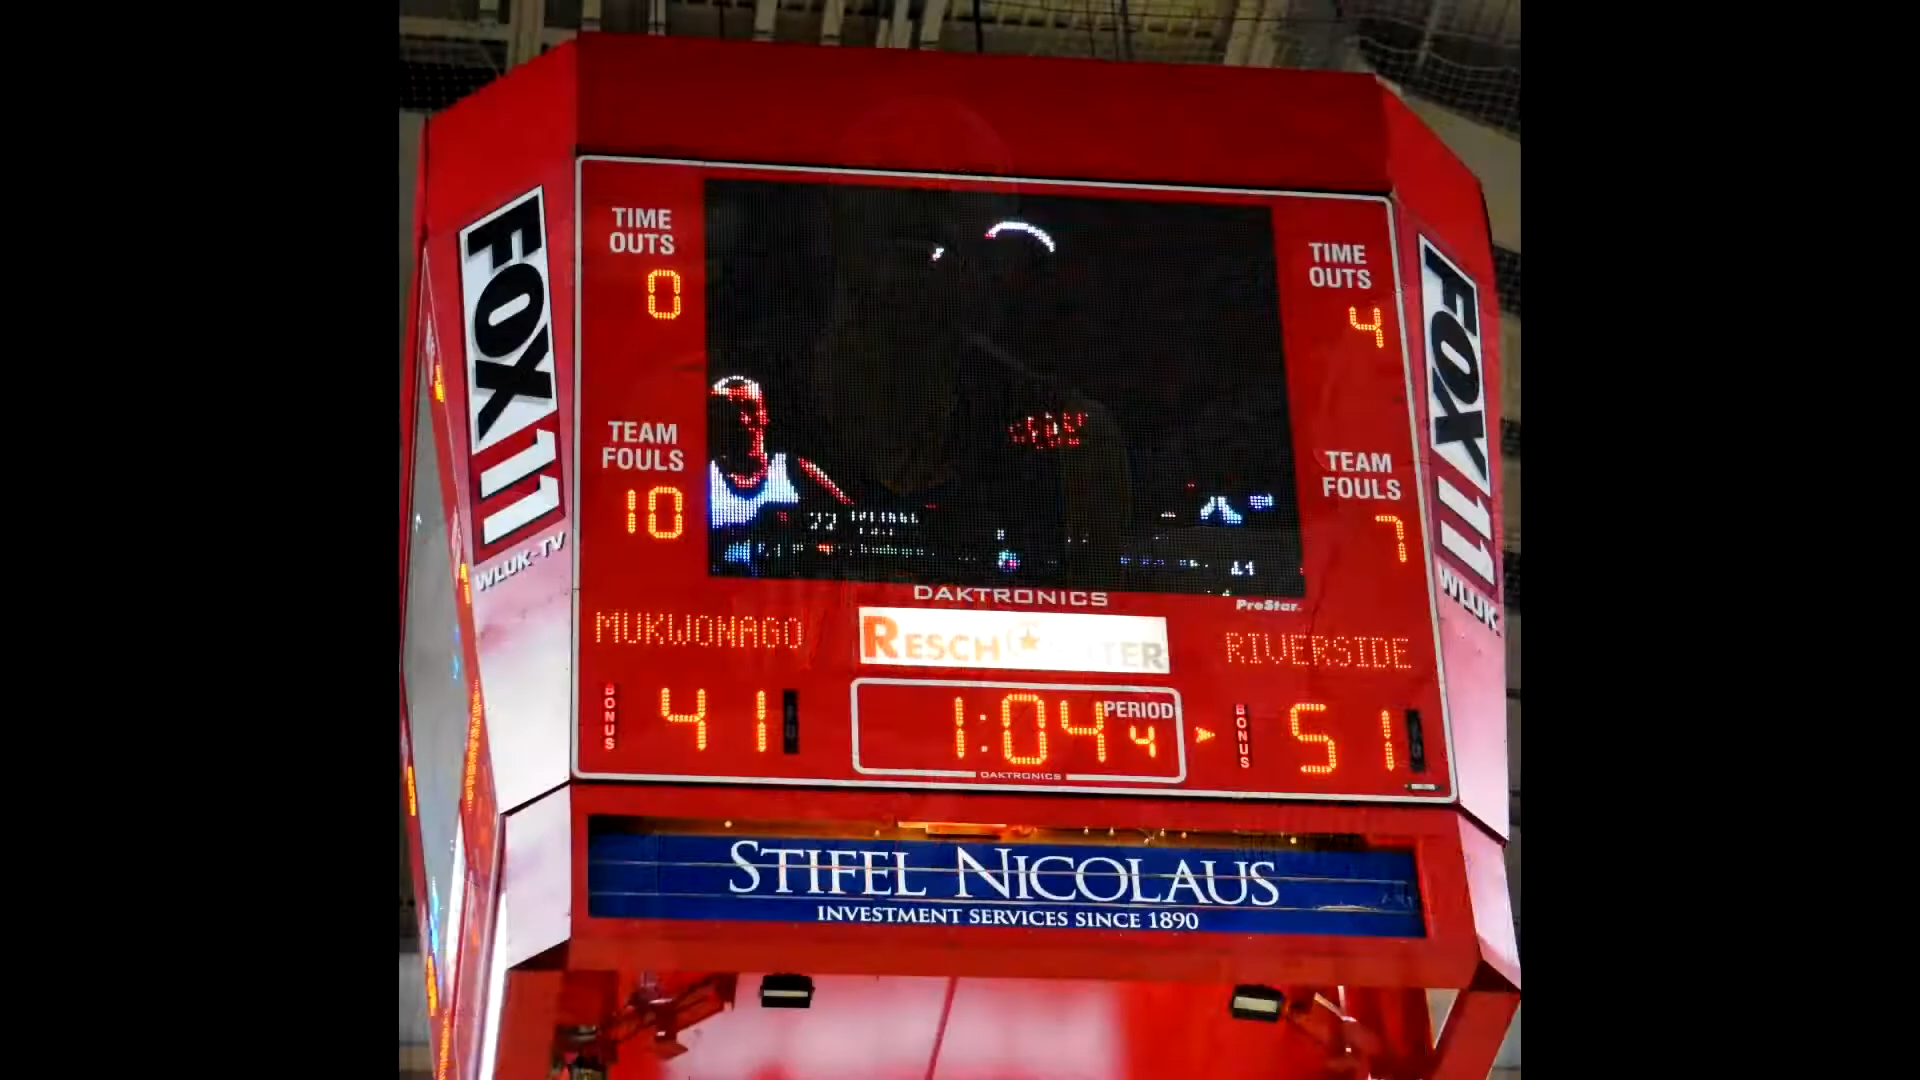 FOX 11
WLUK-TV
TIME
OUTS
0
TEAM
FOULS
10
TIME
OUTS
4
TEAM
FOULS
7
FOX 11
WLUK
DAKTRONICS
ProStar
MUKWONAGO
RESCH
RIVERSIDE
BONUS
41
1:04
PERIOD
4
BONUS
51
DAKTRONICS
STIFEL NICOLAUS
INVESTMENT SERVICES SINCE 1890